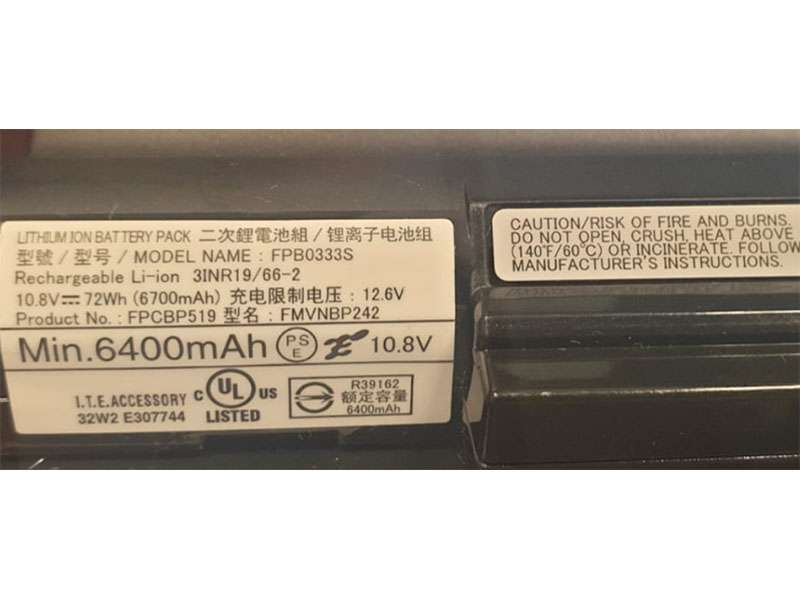 LITHIUM ION BATTERY PACK 二次鋰電池組 / 锂离子电池组
型號 / 型号 / MODEL NAME : FPB0333S
Rechargeable Li-ion 3INR19/66-2
10.8V⎓72Wh (6700mAh) 充电限制电压 : 12.6V
Product No. : FPCBP519 型名 : FMVNBP242
Min.6400mAh PSE 10.8V
I.T.E.ACCESSORY
32W2 E307744
C UL US
LISTED
R39162
額定容量
6400mAh
CAUTION/RISK OF FIRE AND BURNS.
DO NOT OPEN, CRUSH, HEAT ABOVE
(140°F/60°C) OR INCINERATE. FOLLOW
MANUFACTURER'S INSTRUCTIONS.